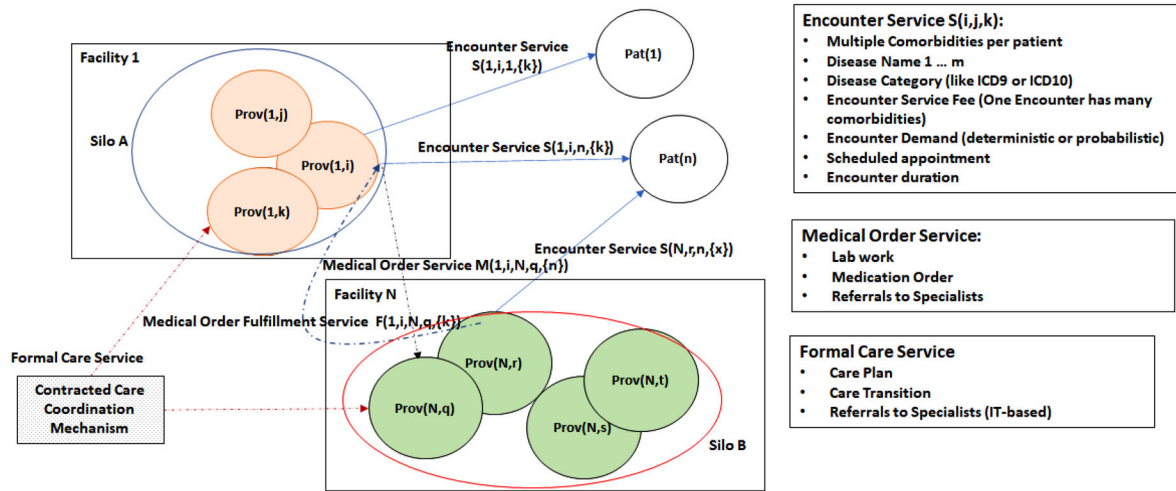 Facility 1
Silo A
Prov(1,j)
Prov(1,i)
Prov(1,k)
Encounter Service
S(1,i,1,{k})
Pat(1)
Encounter Service S(1,i,n,{k})
Pat(n)
Encounter Service S(N,r,n,{x})
Medical Order Service M(1,i,N,q,{n})
Facility N
Medical Order Fulfillment Service F(1,i,N,q,{k})
Prov(N,r)
Prov(N,q)
Prov(N,t)
Prov(N,s)
Silo B
Formal Care Service
Contracted Care
Coordination
Mechanism
Encounter Service S(i,j,k):
• Multiple Comorbidities per patient
• Disease Name 1 ... m
• Disease Category (like ICD9 or ICD10)
• Encounter Service Fee (One Encounter has many
comorbidities)
• Encounter Demand (deterministic or probabilistic)
• Scheduled appointment
• Encounter duration
Medical Order Service:
• Lab work
• Medication Order
• Referrals to Specialists
Formal Care Service
• Care Plan
• Care Transition
• Referrals to Specialists (IT-based)